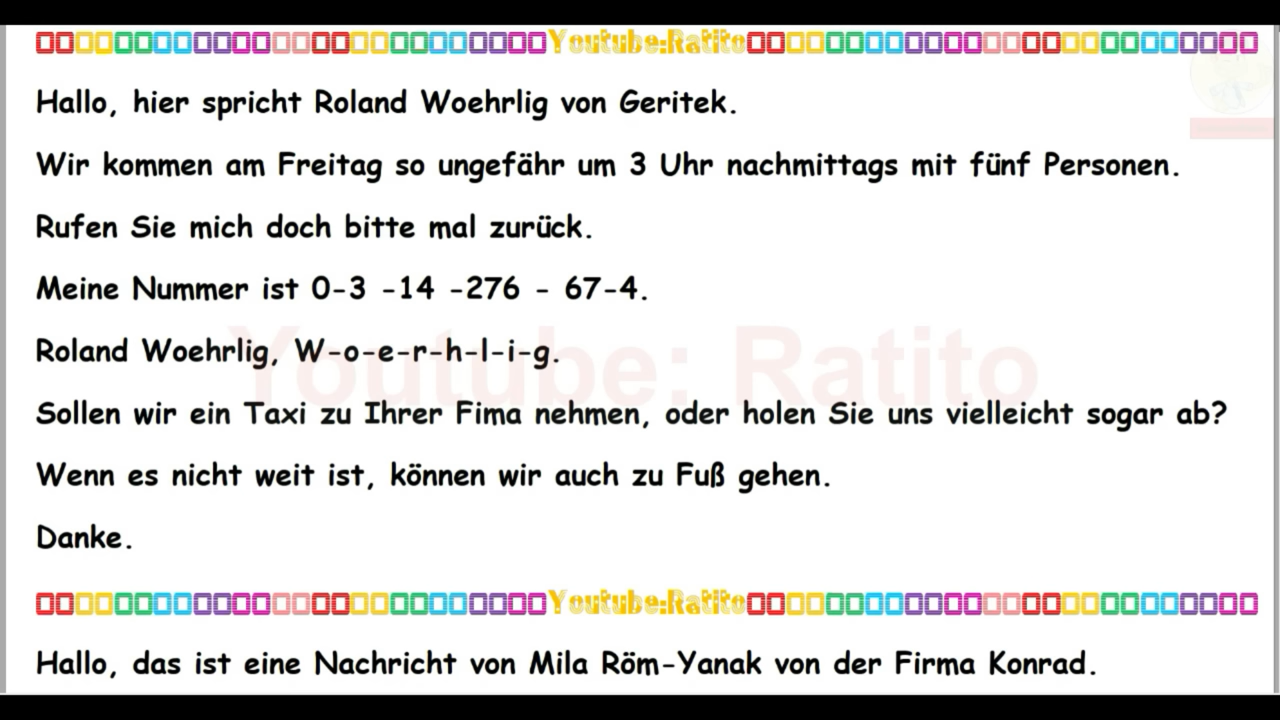 Youtube:Ratito
Hallo, hier spricht Roland Woehrlig von Geritek.
Wir kommen am Freitag so ungefähr um 3 Uhr nachmittags mit fünf Personen.
Rufen Sie mich doch bitte mal zurück.
Meine Nummer ist 0-3 -14 -276 - 67-4.
Roland Woehrlig, W-o-e-r-h-l-i-g.
Youtube: Ratito
Sollen wir ein Taxi zu Ihrer Fima nehmen, oder holen Sie uns vielleicht sogar ab?
Wenn es nicht weit ist, können wir auch zu Fuß gehen.
Danke.
Youtube:Ratito
Hallo, das ist eine Nachricht von Mila Röm-Yanak von der Firma Konrad.